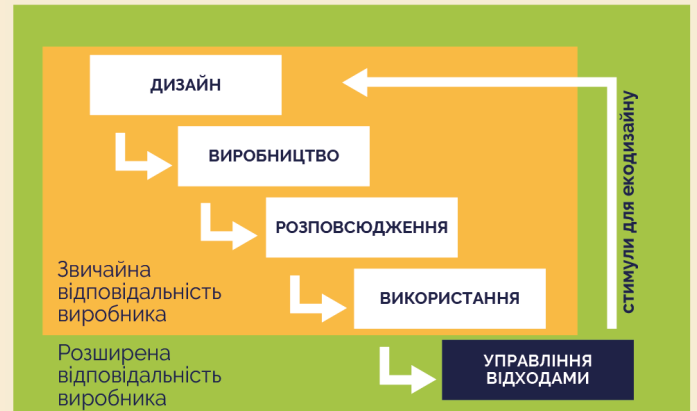 ДИЗАЙН
ВИРОБНИЦТВО
РОЗПОВСЮДЖЕННЯ
ВИКОРИСТАННЯ
УПРАВЛІННЯ
ВІДХОДАМИ
стимули для екодизайну
Звичайна
відповідальність
виробника
Розширена
відповідальність
виробника